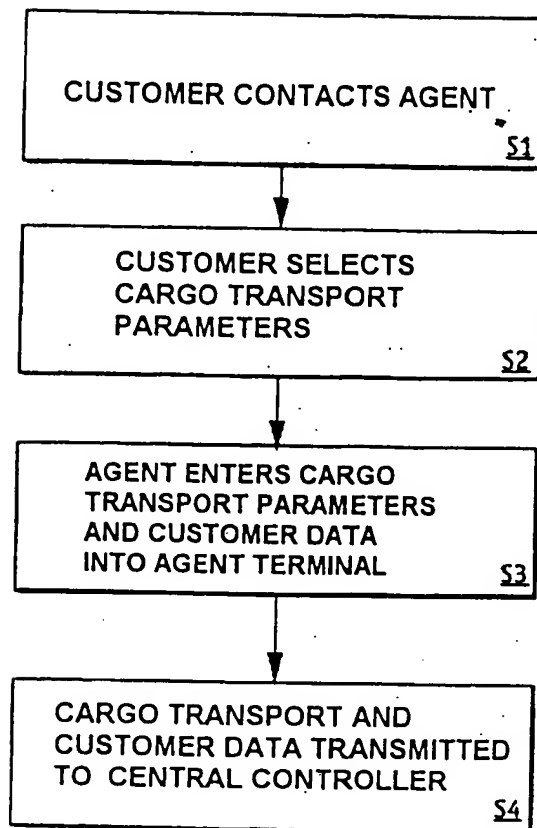 CUSTOMER CONTACTS AGENT
S1
CUSTOMER SELECTS
CARGO TRANSPORT
PARAMETERS
S2
AGENT ENTERS CARGO
TRANSPORT PARAMETERS
AND CUSTOMER DATA
INTO AGENT TERMINAL
S3
CARGO TRANSPORT AND
CUSTOMER DATA TRANSMITTED
TO CENTRAL CONTROLLER
S4